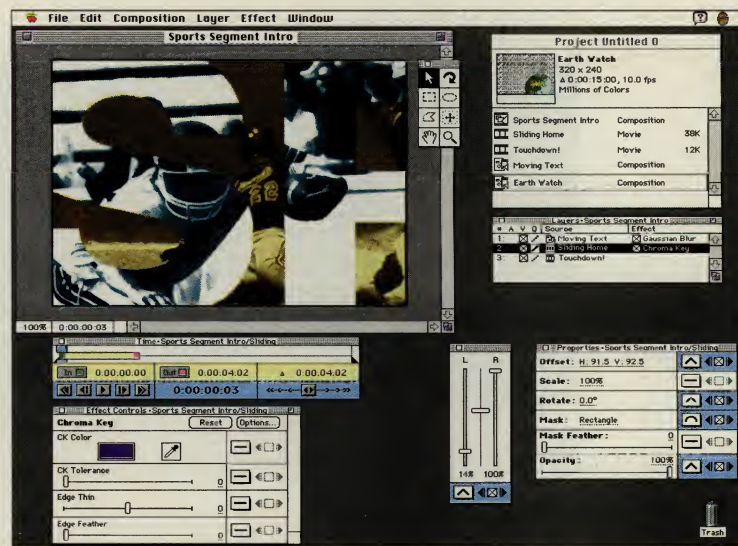 File Edit Composition Layer Effect Window
Sports Segment Intro
100% 0:00:00:03
Project Untitled 0
Earth Watch
320 x 240
Δ 0:00:15:00, 10.0 fps
Millions of Colors
Sports Segment Intro Composition
Sliding Home Movie 38K
Touchdown! Movie 12K
Moving Text Composition
Earth Watch Composition
Layers•Sports Segment Intro
# A V Q Source Effect
1 Moving Text Gaussian Blur
2 Sliding Home Chroma Key
3 Touchdown!
Time•Sports Segment Intro/Sliding
In 0:00:00:00 Out 0:00:04:02 Δ 0:00:04:02
0:00:00:03
Effect Controls•Sports Segment Intro/Sliding
Chroma Key Reset Options...
CK Color
CK Tolerance 0
Edge Thin 0
Edge Feather 0
L R
14% 100%
Properties•Sports Segment Intro/Sliding
Offset: H: 91.5 V: 92.5
Scale: 100%
Rotate: 0.0°
Mask: Rectangle
Mask Feather: 0
Opacity: 100%
Trash